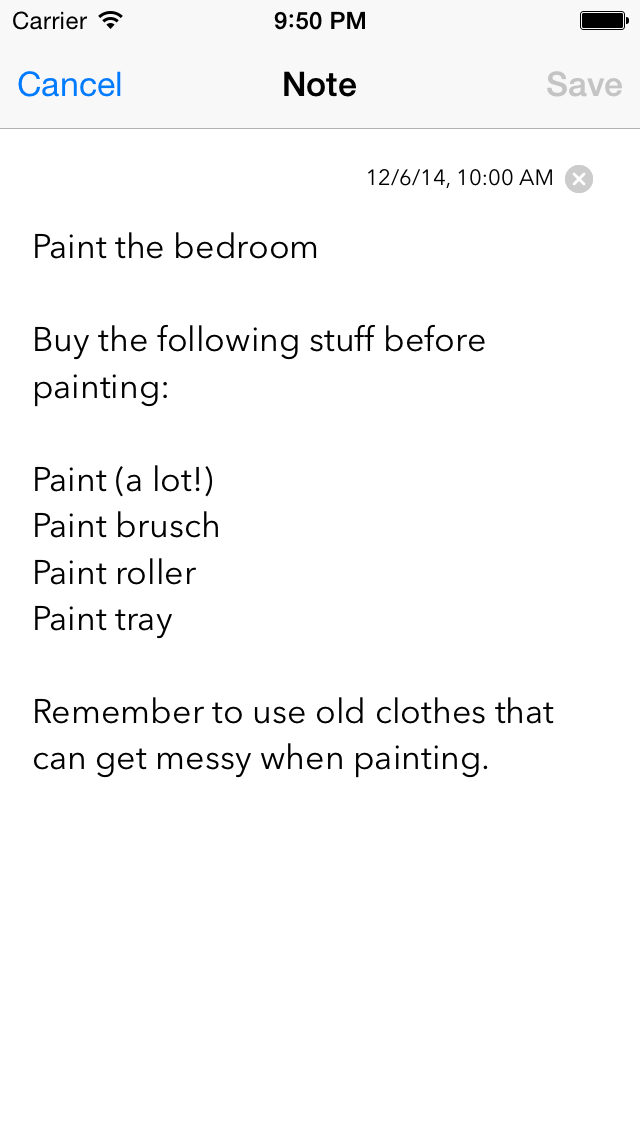 Carrier 9:50 PM
Cancel Note Save
12/6/14, 10:00 AM
Paint the bedroom
Buy the following stuff before
painting:
Paint (a lot!)
Paint brusch
Paint roller
Paint tray
Remember to use old clothes that
can get messy when painting.